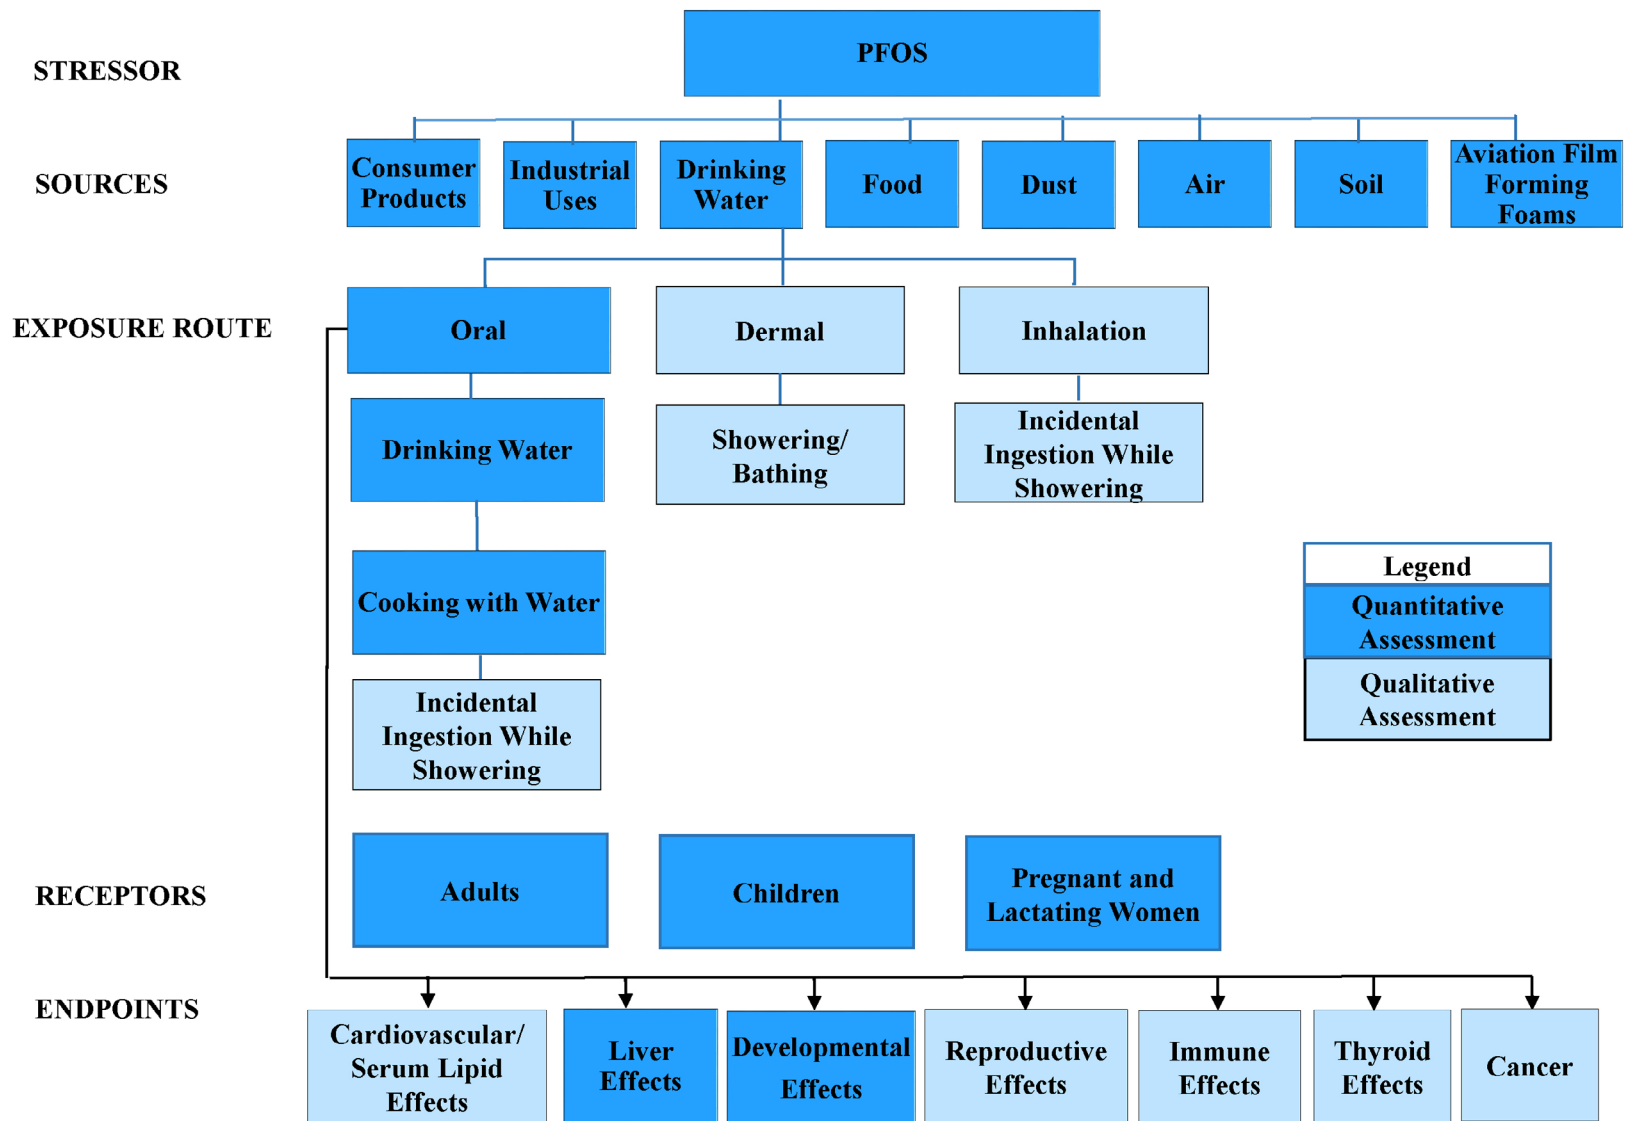 STRESSOR
PFOS
SOURCES
Consumer
Products
Industrial
Uses
Drinking
Water
Food
Dust
Air
Soil
Aviation Film
Forming
Foams
EXPOSURE ROUTE
Oral
Dermal
Inhalation
Drinking Water
Showering/
Bathing
Incidental
Ingestion While
Showering
Cooking with Water
Incidental
Ingestion While
Showering
Legend
Quantitative
Assessment
Qualitative
Assessment
RECEPTORS
Adults
Children
Pregnant and
Lactating Women
ENDPOINTS
Cardiovascular/
Serum Lipid
Effects
Liver
Effects
Developmental
Effects
Reproductive
Effects
Immune
Effects
Thyroid
Effects
Cancer